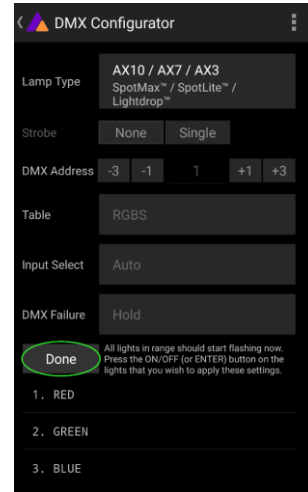 DMX Configurator
Lamp Type
AX10 / AX7 / AX3
SpotMax™ / SpotLite™ /
Lightdrop™
Strobe None Single
DMX Address -3 -1 1 +1 +3
Table RGBS
Input Select Auto
DMX Failure Hold
Done
All lights in range should start flashing now.
Press the ON/OFF (or ENTER) button on the
lights that you wish to apply these settings.
1. RED
2. GREEN
3. BLUE